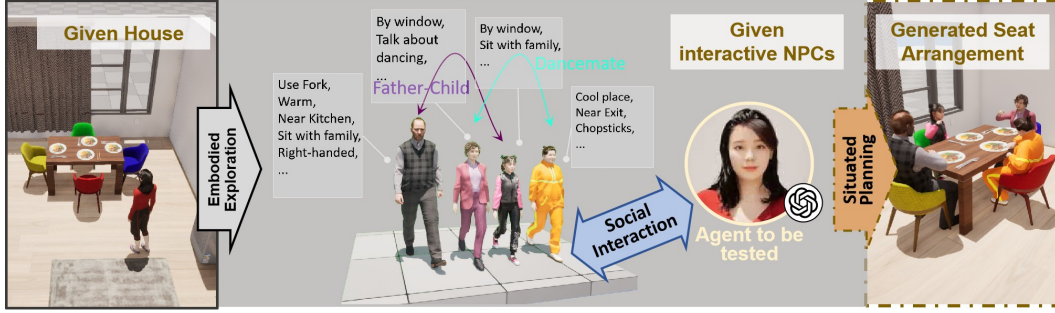 Given House
Embodied
Exploration
Use Fork,
Warm,
Near Kitchen,
Sit with family,
Right-handed,
...
By window,
Talk about
dancing,
...
Father-Child
By window,
Sit with family,
...
Dancemate
Cool place,
Near Exit,
Chopsticks,
...
Social
Interaction
Given
interactive NPCs
Agent to be
tested
Situated
Planning
Generated Seat
Arrangement